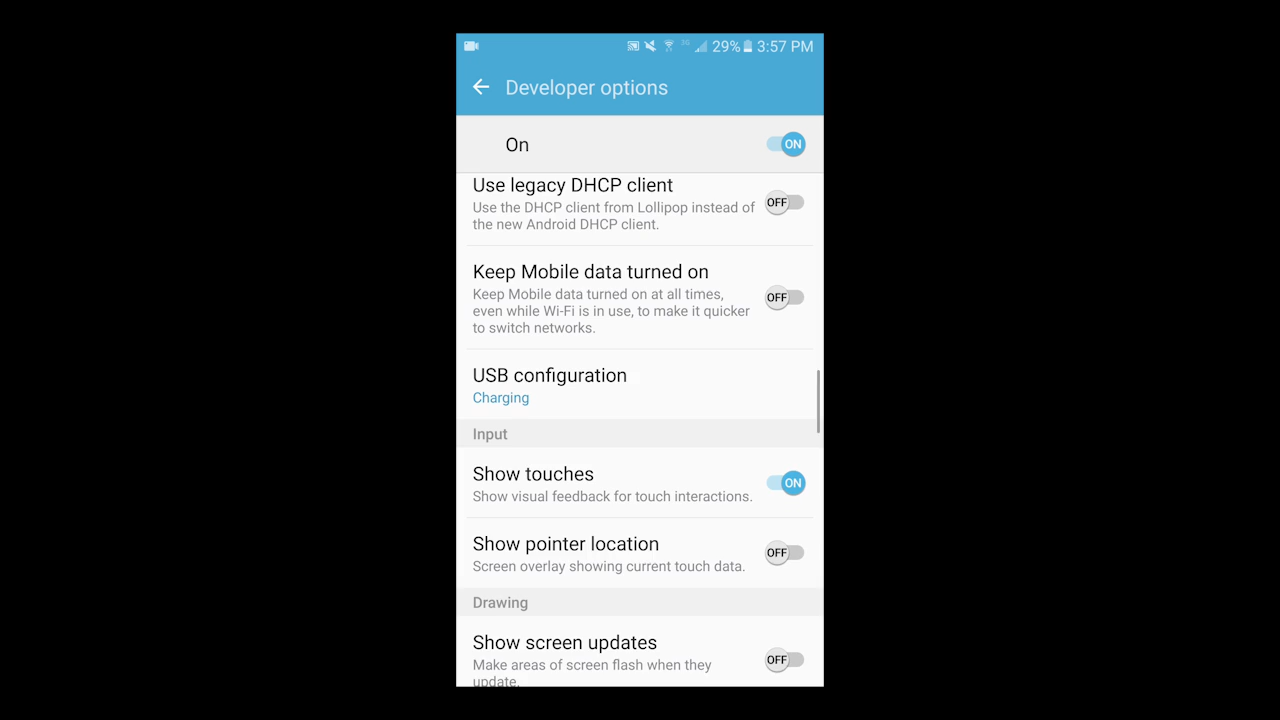 3G 29% 3:57 PM
Developer options
On ON
Use legacy DHCP client
Use the DHCP client from Lollipop instead of
the new Android DHCP client.
OFF
Keep Mobile data turned on
Keep Mobile data turned on at all times,
even while Wi-Fi is in use, to make it quicker
to switch networks.
OFF
USB configuration
Charging
Input
Show touches
Show visual feedback for touch interactions.
ON
Show pointer location
Screen overlay showing current touch data.
OFF
Drawing
Show screen updates
Make areas of screen flash when they
update.
OFF